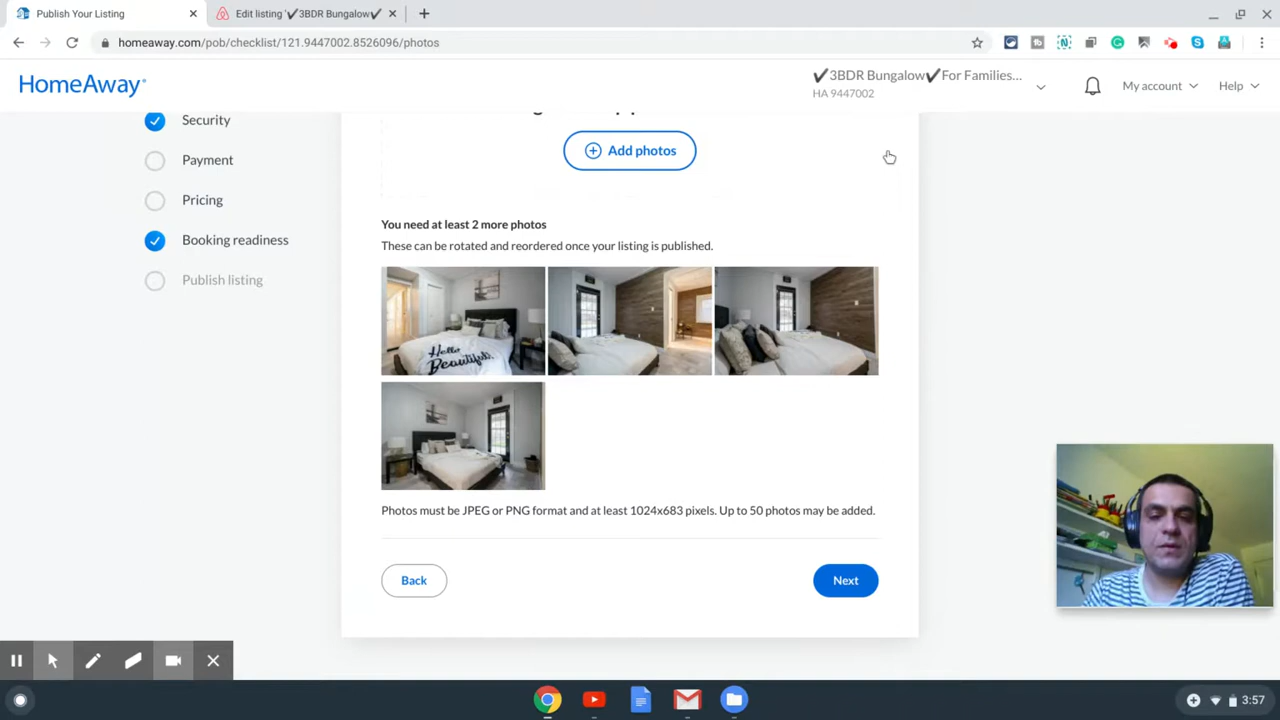 Publish Your Listing
Edit listing '✔3BDR Bungalow✔
homeaway.com/pob/checklist/121.9447002.8526096/photos
HomeAway
✔3BDR Bungalow✔For Families...
HA 9447002
My account
Help
Security
Payment
Pricing
Booking readiness
Publish listing
Add photos
You need at least 2 more photos
These can be rotated and reordered once your listing is published.
Hello
Beautiful.
Photos must be JPEG or PNG format and at least 1024x683 pixels. Up to 50 photos may be added.
Back
Next
3:57